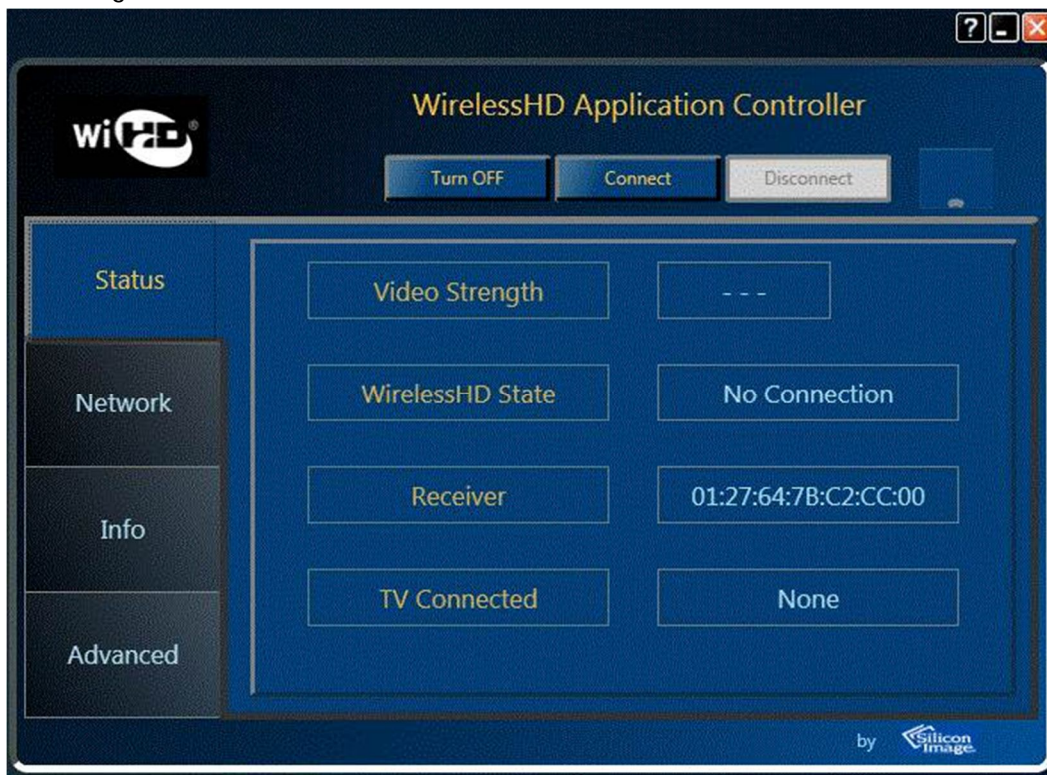 ?
wiHD®
WirelessHD Application Controller
Turn OFF Connect Disconnect
Status
Video Strength - - -
Network
WirelessHD State No Connection
Info
Receiver 01:27:64:7B:C2:CC:00
Advanced
TV Connected None
by Silicon Image